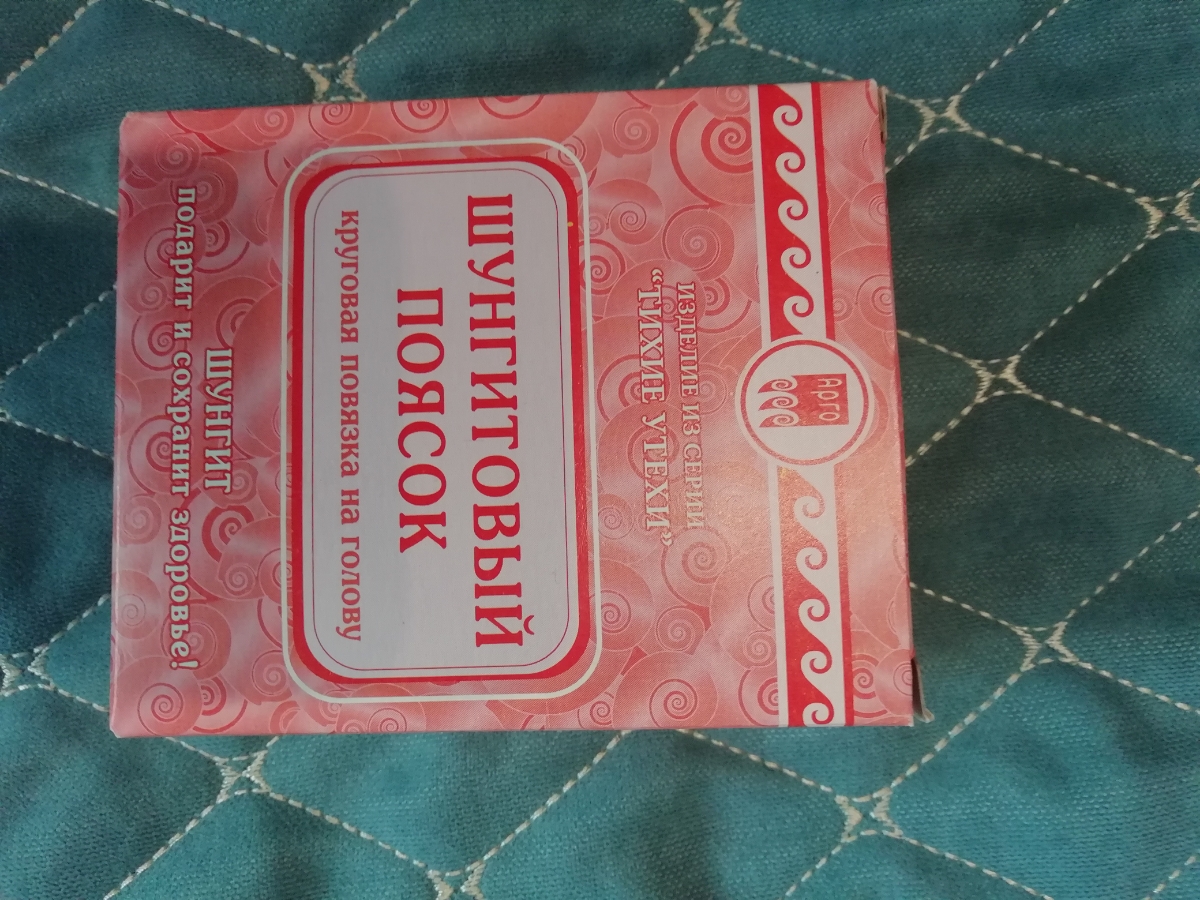 Арго
ИЗДЕЛИЕ ИЗ СЕРИИ
“ТИХИЕ УТЕХИ”
ШУНГИТОВЫЙ
ПОЯСОК
круговая повязка на голову
ШУНГИТ
подарит и сохранит здоровье!